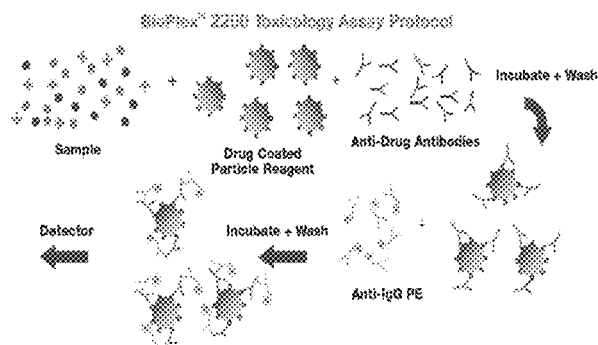 BioPlex™ 2200 Toxicology Assay Protocol
Sample
+
Drug Coated
Particle Reagent
+
Anti-Drug Antibodies
Incubate + Wash
+
Anti-IgG PE
Incubate + Wash
Detector